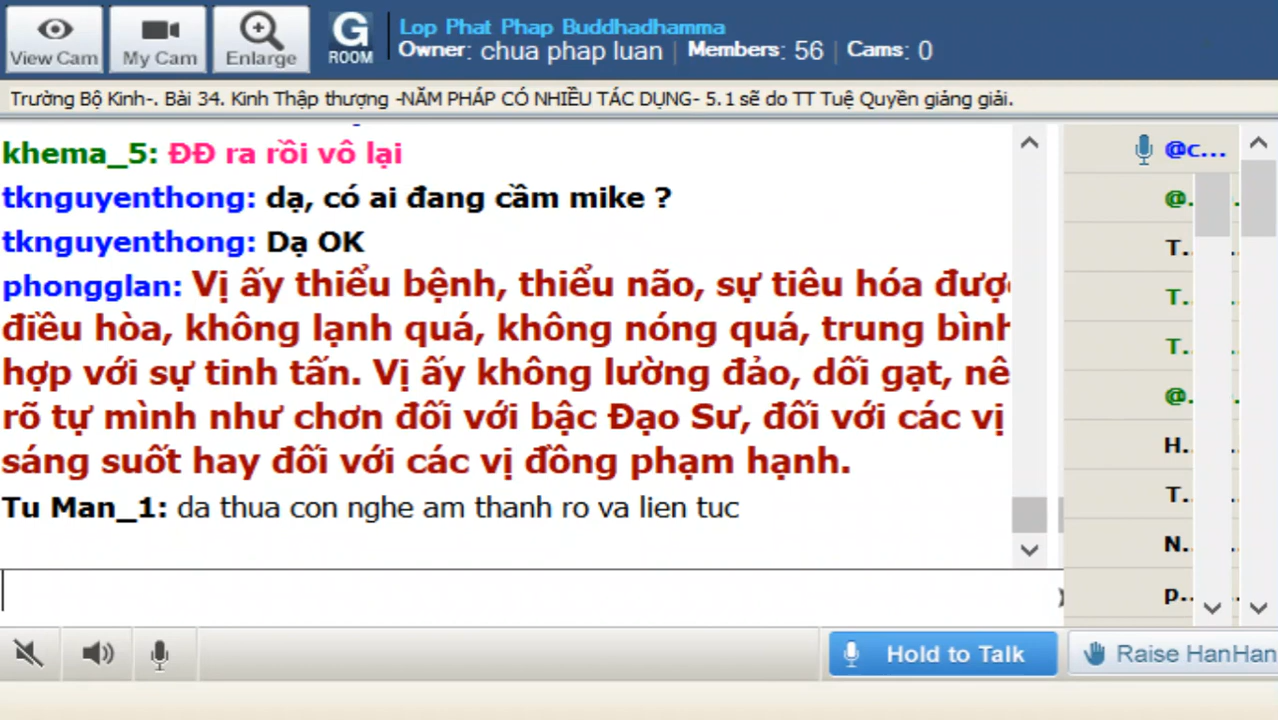 View Cam
My Cam
Enlarge
G
ROOM
Lop Phat Phap Buddhadhamma
Owner: chua phap luan | Members: 56 | Cams: 0
Trường Bộ Kinh-. Bài 34. Kinh Thập thượng -NĂM PHÁP CÓ NHIỀU TÁC DỤNG- 5.1 sẽ do TT Tuệ Quyền giảng giải.
khema_5: ĐĐ ra rồi vô lại
tknguyenthong: dạ, có ai đang cầm mike ?
tknguyenthong: Dạ OK
phongglan: Vị ấy thiểu bệnh, thiểu não, sự tiêu hóa
điều hòa, không lạnh quá, không nóng quá, trung bình
hợp với sự tinh tấn. Vị ấy không lường đảo, dối gạt, nê
rõ tự mình như chơn đối với bậc Đạo Sư, đối với các vị
sáng suốt hay đối với các vị đồng phạm hạnh.
Tu Man_1: da thua con nghe am thanh ro va lien tuc
@c...
@.
T.
T.
T.
@.
H.
T.
N.
p..
Hold to Talk
Raise HanHan